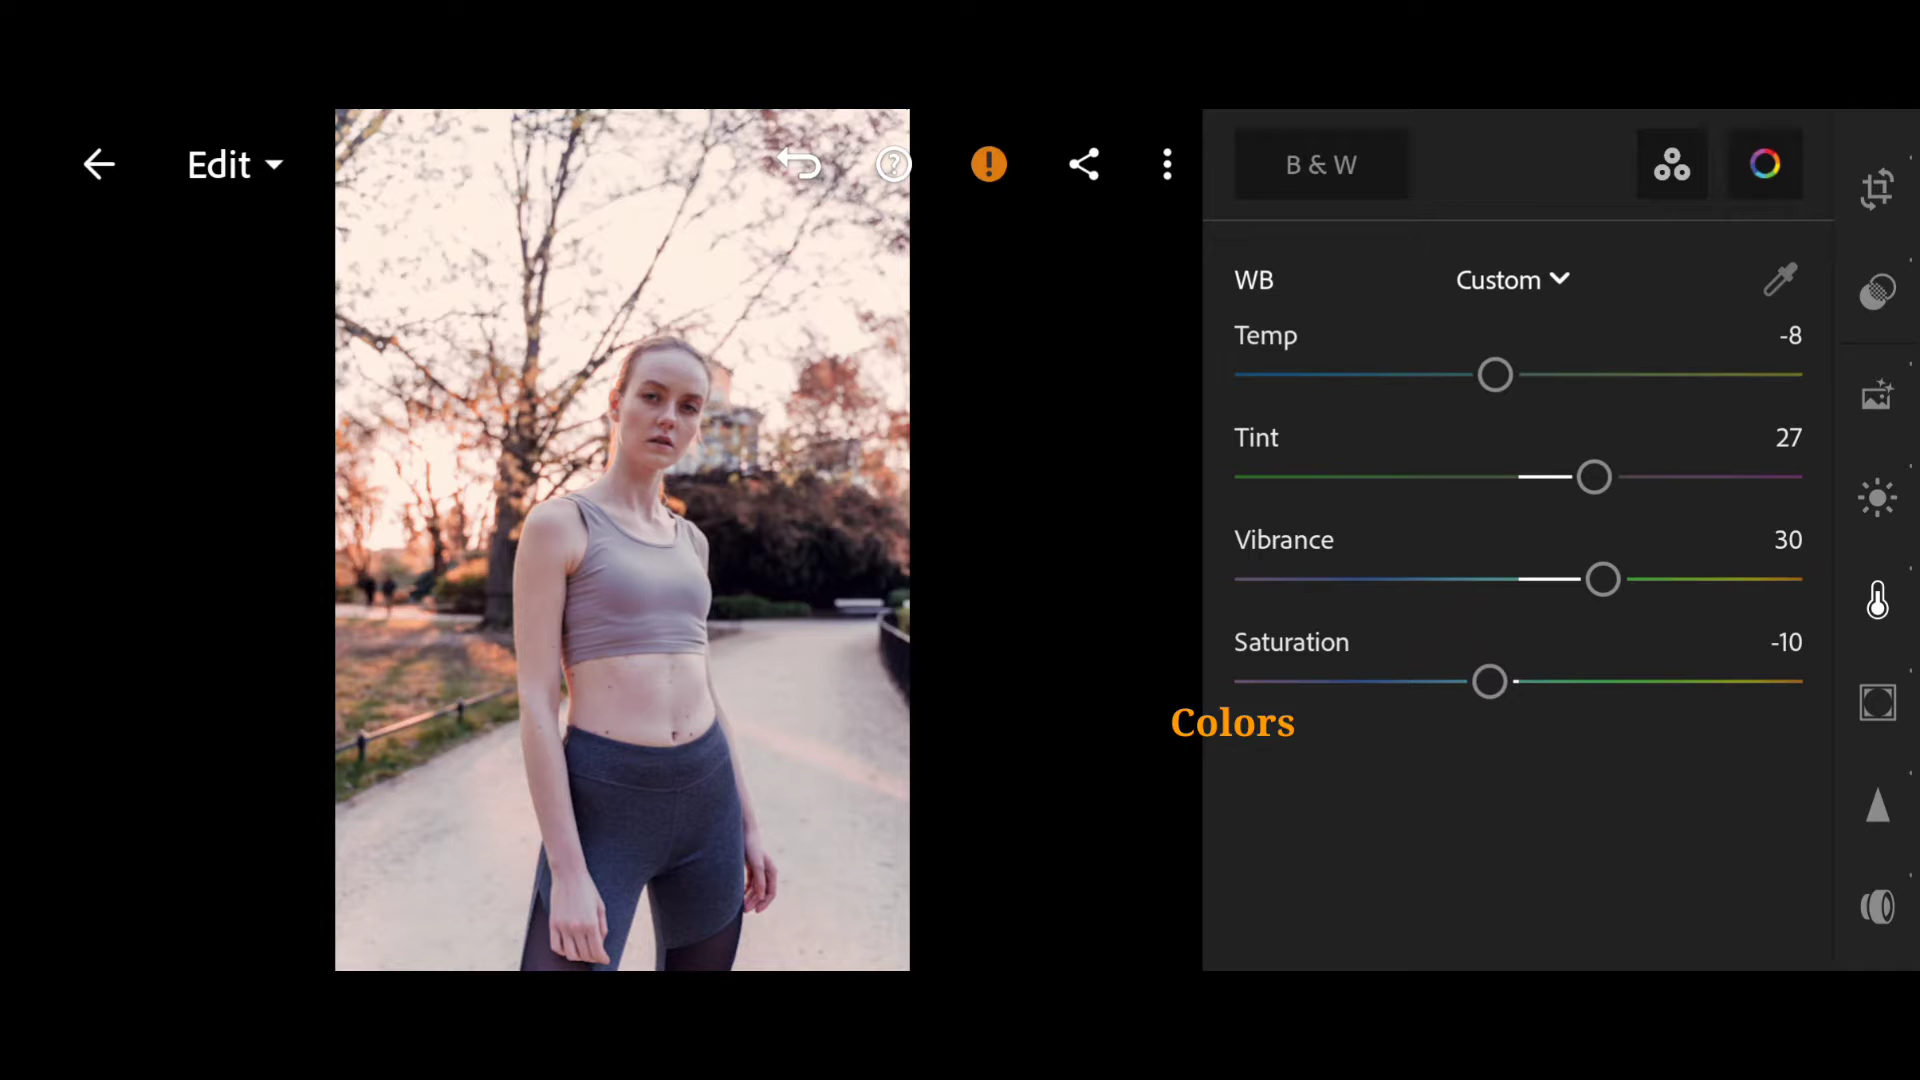 Edit
B & W
WB
Custom
Temp
-8
Tint
27
Vibrance
30
Saturation
-10
Colors